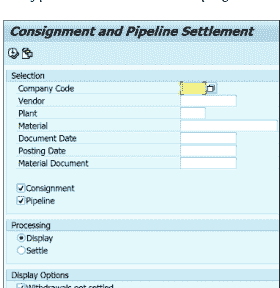 Consignment and Pipeline Settlement
Selection
Company Code
Vendor
Plant
Material
Document Date
Posting Date
Material Document
Consignment
Pipeline
Processing
Display
Settle
Display Options
Withdrawals not settled